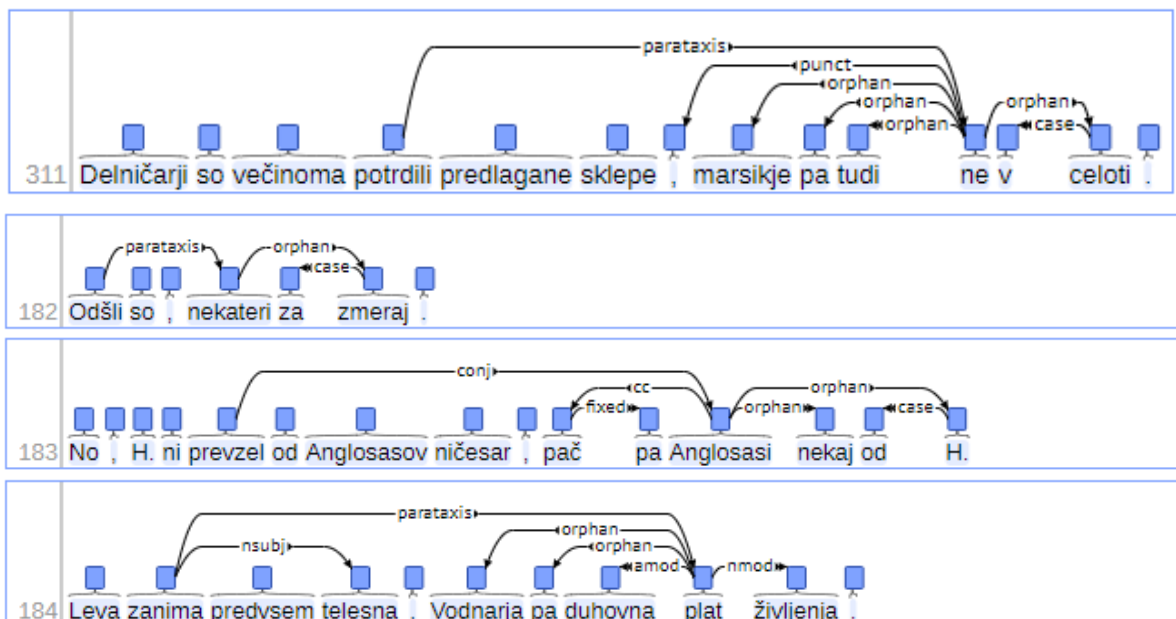 parataxis
punct
orphan
orphan orphan
orphan case
311 Delničarji so večinoma potrdili predlagane sklepe , marsikje pa tudi ne v celoti .
parataxis orphan
case
182 Odšli so , nekateri za zmeraj .
conj
cc orphan
fixed orphan case
183 No , H. ni prevzel od Anglosasov ničesar , pač pa Anglosasi nekaj od H.
parataxis
orphan
nsubj orphan
amod nmod
184 Leva zanima predvsem telesna , Vodnarja pa duhovna plat življenja .